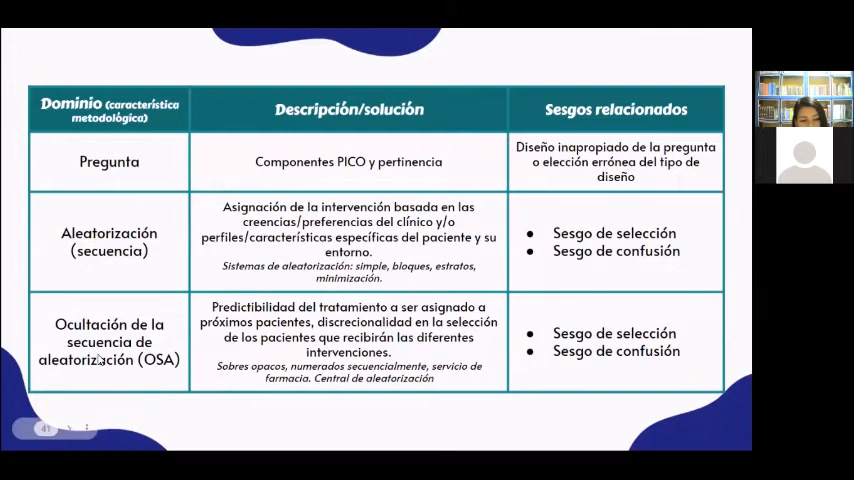 Dominio (característica
metodológica)
Descripción/solución
Sesgos relacionados
Pregunta
Componentes PICO y pertinencia
Diseño inapropiado de la pregunta
o elección errónea del tipo de
diseño
Aleatorización
(secuencia)
Asignación de la intervención basada en las
creencias/preferencias del clínico y/o
perfiles/características específicas del paciente y su
entorno.
Sistemas de aleatorización: simple, bloques, estratos,
minimización.
● Sesgo de selección
● Sesgo de confusión
Ocultación de la
secuencia de
aleatorización (OSA)
Predictibilidad del tratamiento a ser asignado a
próximos pacientes, discrecionalidad en la selección
de los pacientes que recibirán las diferentes
intervenciones.
Sobres opacos, numerados secuencialmente, servicio de
farmacia. Central de aleatorización
● Sesgo de selección
● Sesgo de confusión
41